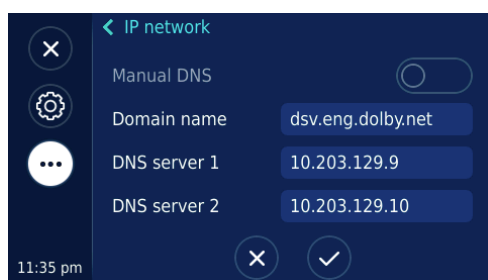 IP network
Manual DNS
Domain name dsv.eng.dolby.net
DNS server 1 10.203.129.9
DNS server 2 10.203.129.10
11:35 pm